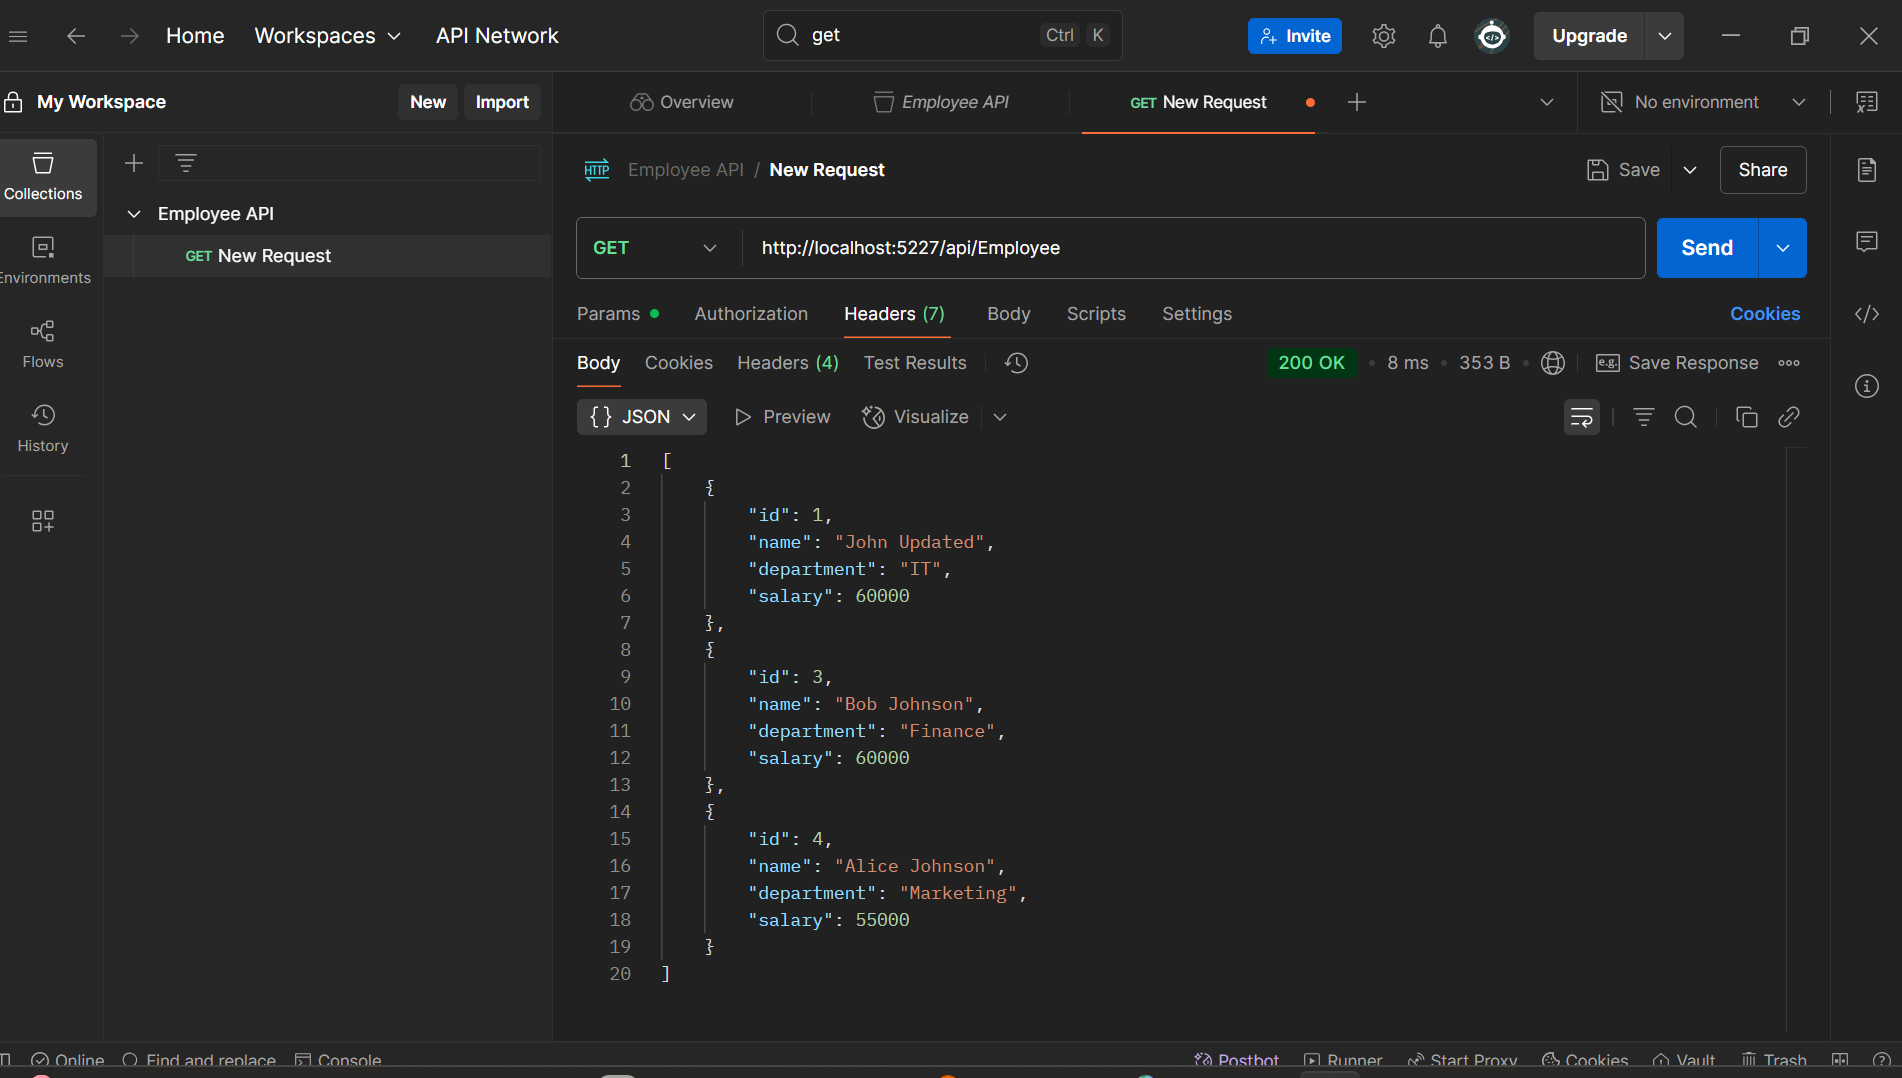 Home Workspaces API Network get Ctrl K Invite Upgrade
My Workspace New Import Overview Employee API GET New Request No environment
Collections
Employee API / New Request Save Share
Employee API
GET New Request
GET http://localhost:5227/api/Employee Send
Environments
Params Authorization Headers (7) Body Scripts Settings Cookies
Flows
Body Cookies Headers (4) Test Results 200 OK 8 ms 353 B e.g. Save Response
History
{} JSON Preview Visualize
1 [
2 {
3 "id": 1,
4 "name": "John Updated",
5 "department": "IT",
6 "salary": 60000
7 },
8 {
9 "id": 3,
10 "name": "Bob Johnson",
11 "department": "Finance",
12 "salary": 60000
13 },
14 {
15 "id": 4,
16 "name": "Alice Johnson",
17 "department": "Marketing",
18 "salary": 55000
19 }
20 ]
Online Find and replace Console Postbot Runner Start Proxy Cookies Vault Trash